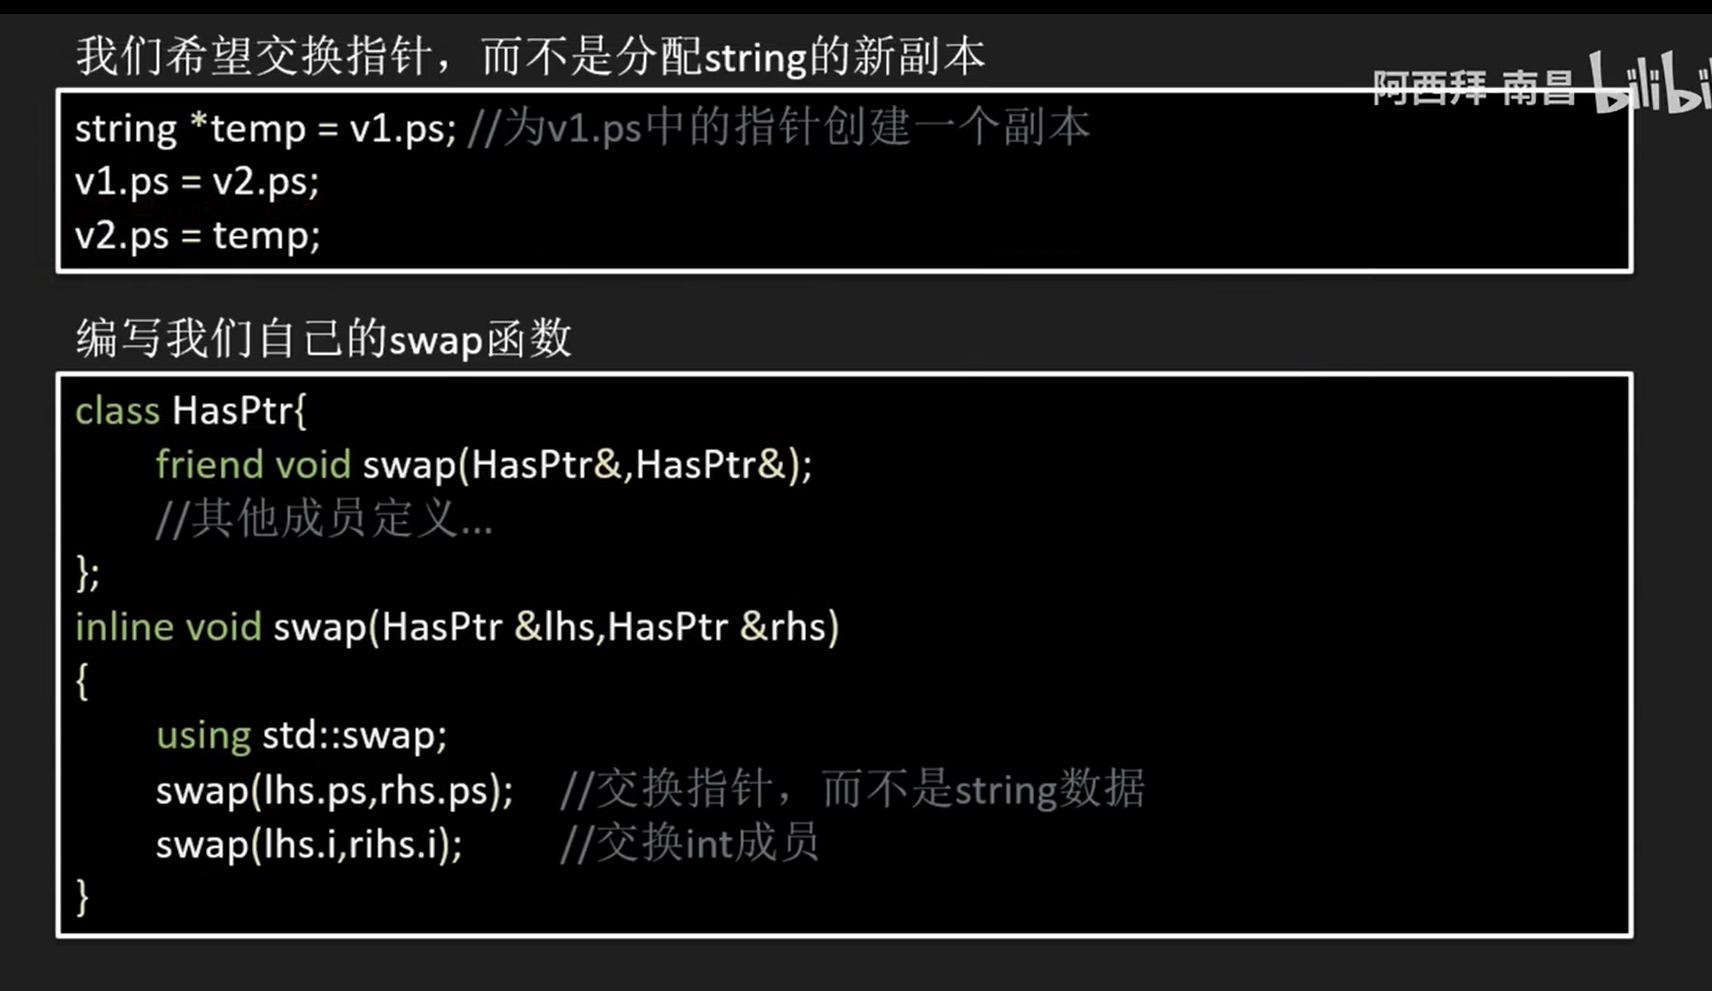 我们希望交换指针，而不是分配string的新副本
阿西拜 南昌
string *temp = v1.ps; //为v1.ps中的指针创建一个副本
v1.ps = v2.ps;
v2.ps = temp;
编写我们自己的swap函数
class HasPtr{
friend void swap(HasPtr&,HasPtr&);
//其他成员定义...
};
inline void swap(HasPtr &lhs,HasPtr &rhs)
{
using std::swap;
swap(lhs.ps,rhs.ps); //交换指针，而不是string数据
swap(lhs.i,rihs.i); //交换int成员
}